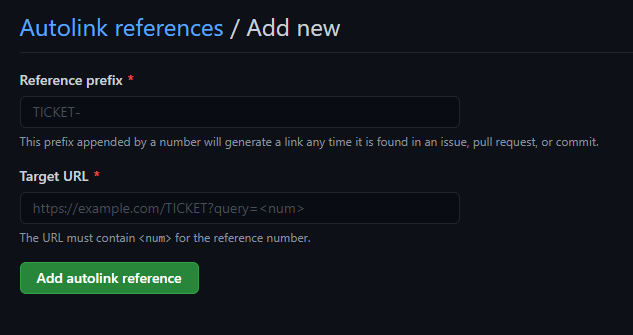 Autolink references / Add new
Reference prefix *
TICKET-
This prefix appended by a number will generate a link any time it is found in an issue, pull request, or commit.
Target URL *
https://example.com/TICKET?query=<num>
The URL must contain <num> for the reference number.
Add autolink reference